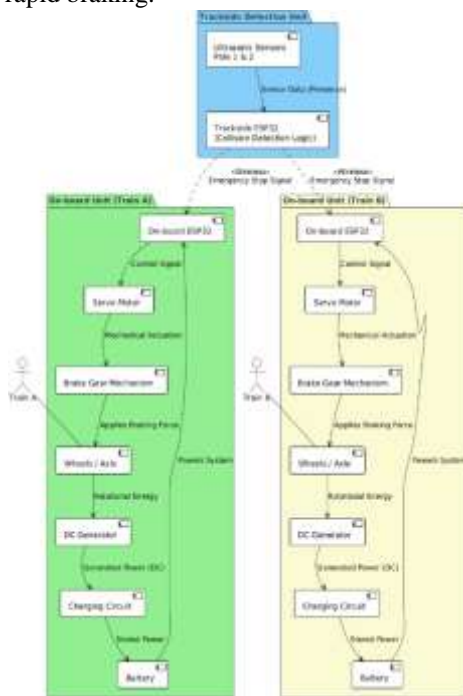 rapid braking.
Trackside Detection Unit
Ultrasonic Sensors
Pole 1 & 2
Sensor Data (Presence)
Trackside ESP32
(Collision Detection Logic)
«Wireless»
Emergency Stop Signal
«Wireless»
Emergency Stop Signal
On-board Unit (Train A)
On-board ESP32
Control Signal
Servo Motor
Mechanical Actuation
Brake Gear Mechanism
Train A
Applies Braking Force
Wheels / Axle
Powers System
Rotational Energy
DC Generator
Generated Power (DC)
Charging Circuit
Stored Power
Battery
On-board Unit (Train B)
On-board ESP32
Control Signal
Servo Motor
Mechanical Actuation
Brake Gear Mechanism
Train B
Applies Braking Force
Wheels / Axle
Powers System
Rotational Energy
DC Generator
Generated Power (DC)
Charging Circuit
Stored Power
Battery